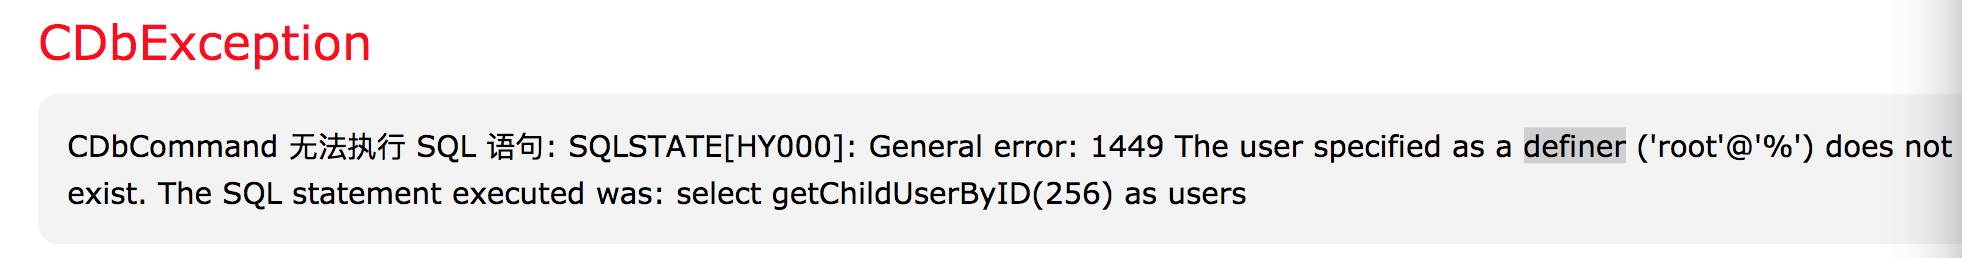 CDbException
CDbCommand 无法执行 SQL 语句: SQLSTATE[HY000]: General error: 1449 The user specified as a definer ('root'@'%') does not
exist. The SQL statement executed was: select getChildUserByID(256) as users